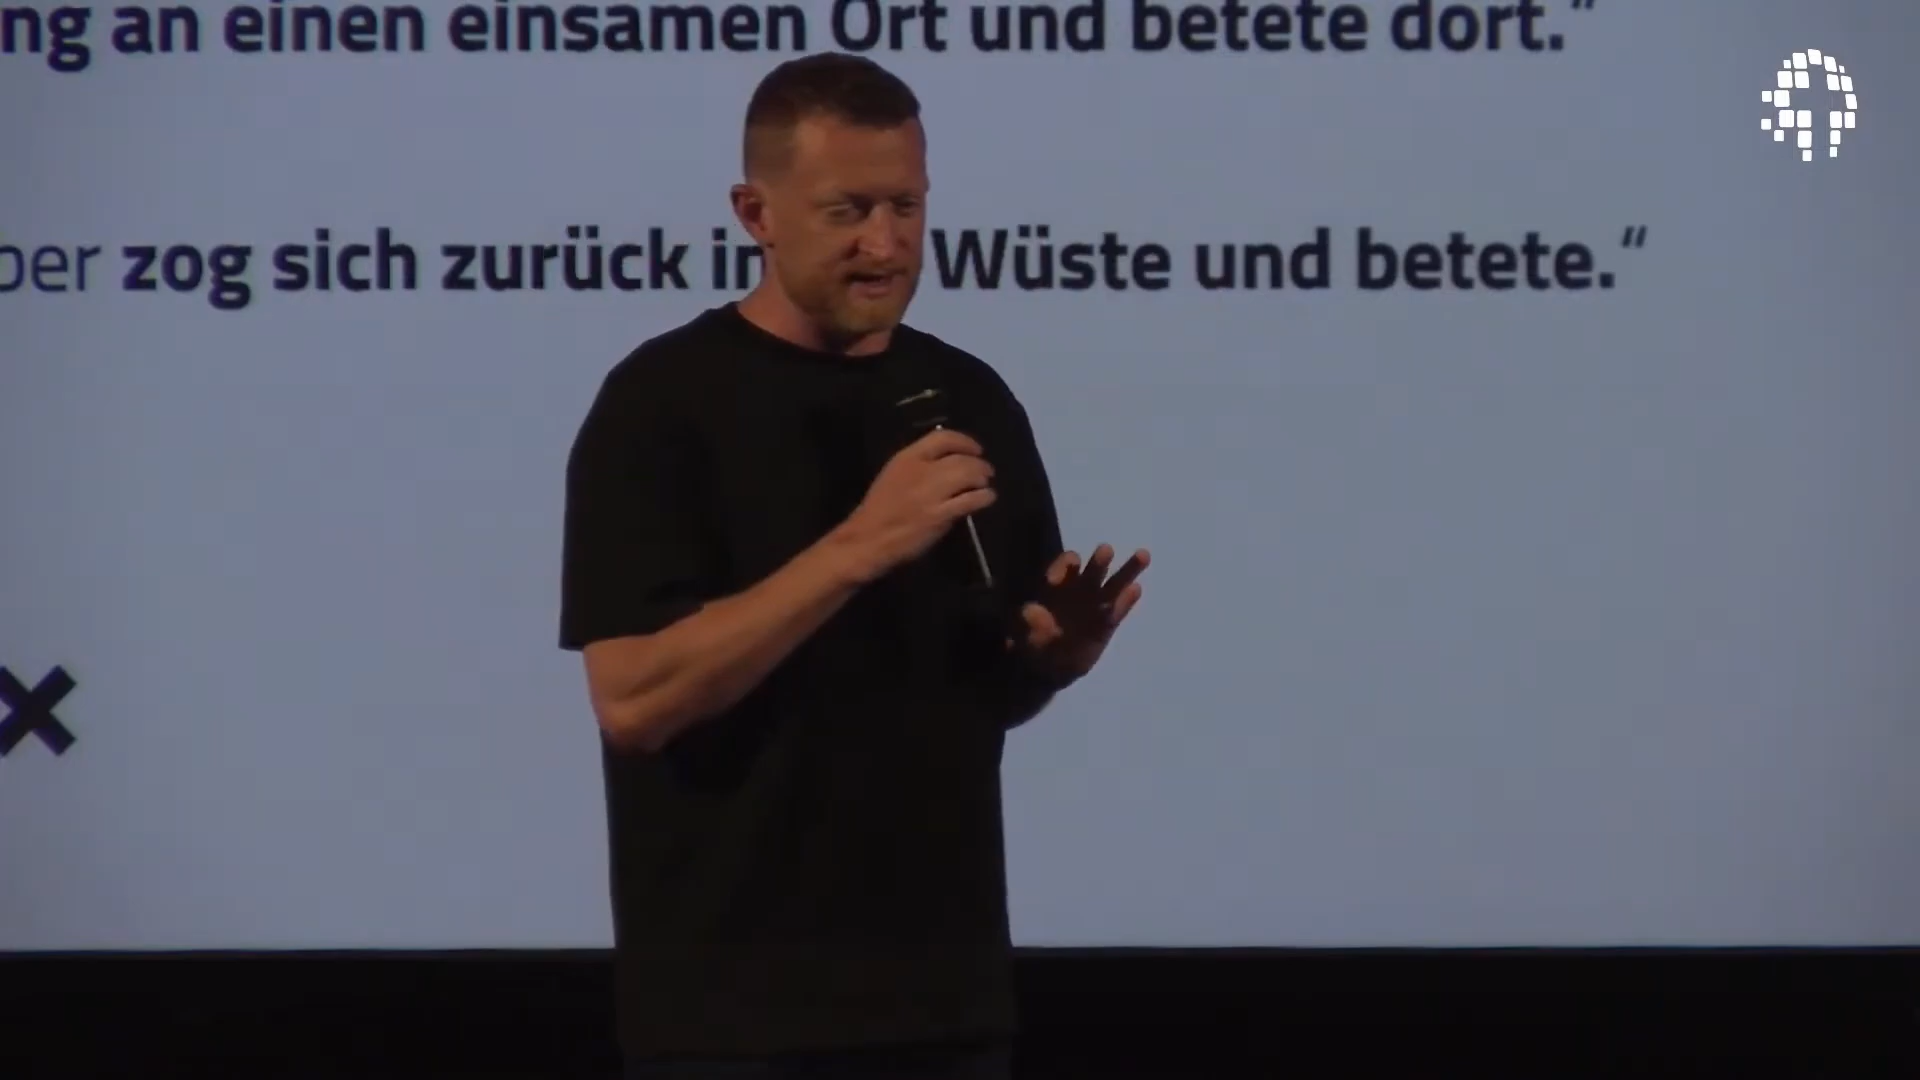 ng an einen einsamen Ort und betete dort.“
ber zog sich zurück in Wüste und betete.“